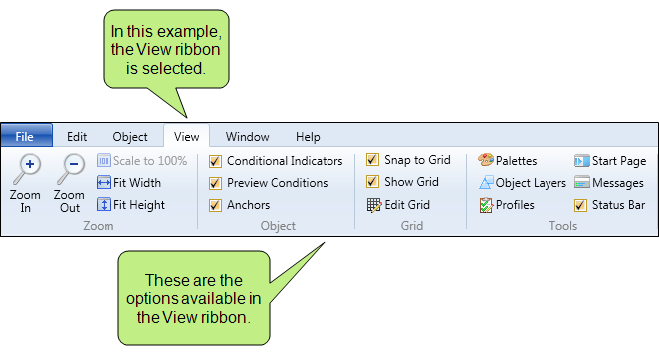 In this example,
the View ribbon
is selected.
File Edit Object View Window Help
Zoom In
Zoom Out
Scale to 100%
Fit Width
Fit Height
Zoom
Conditional Indicators
Preview Conditions
Anchors
Object
Snap to Grid
Show Grid
Edit Grid
Grid
Palettes
Object Layers
Profiles
Start Page
Messages
Status Bar
Tools
These are the
options available in
the View ribbon.